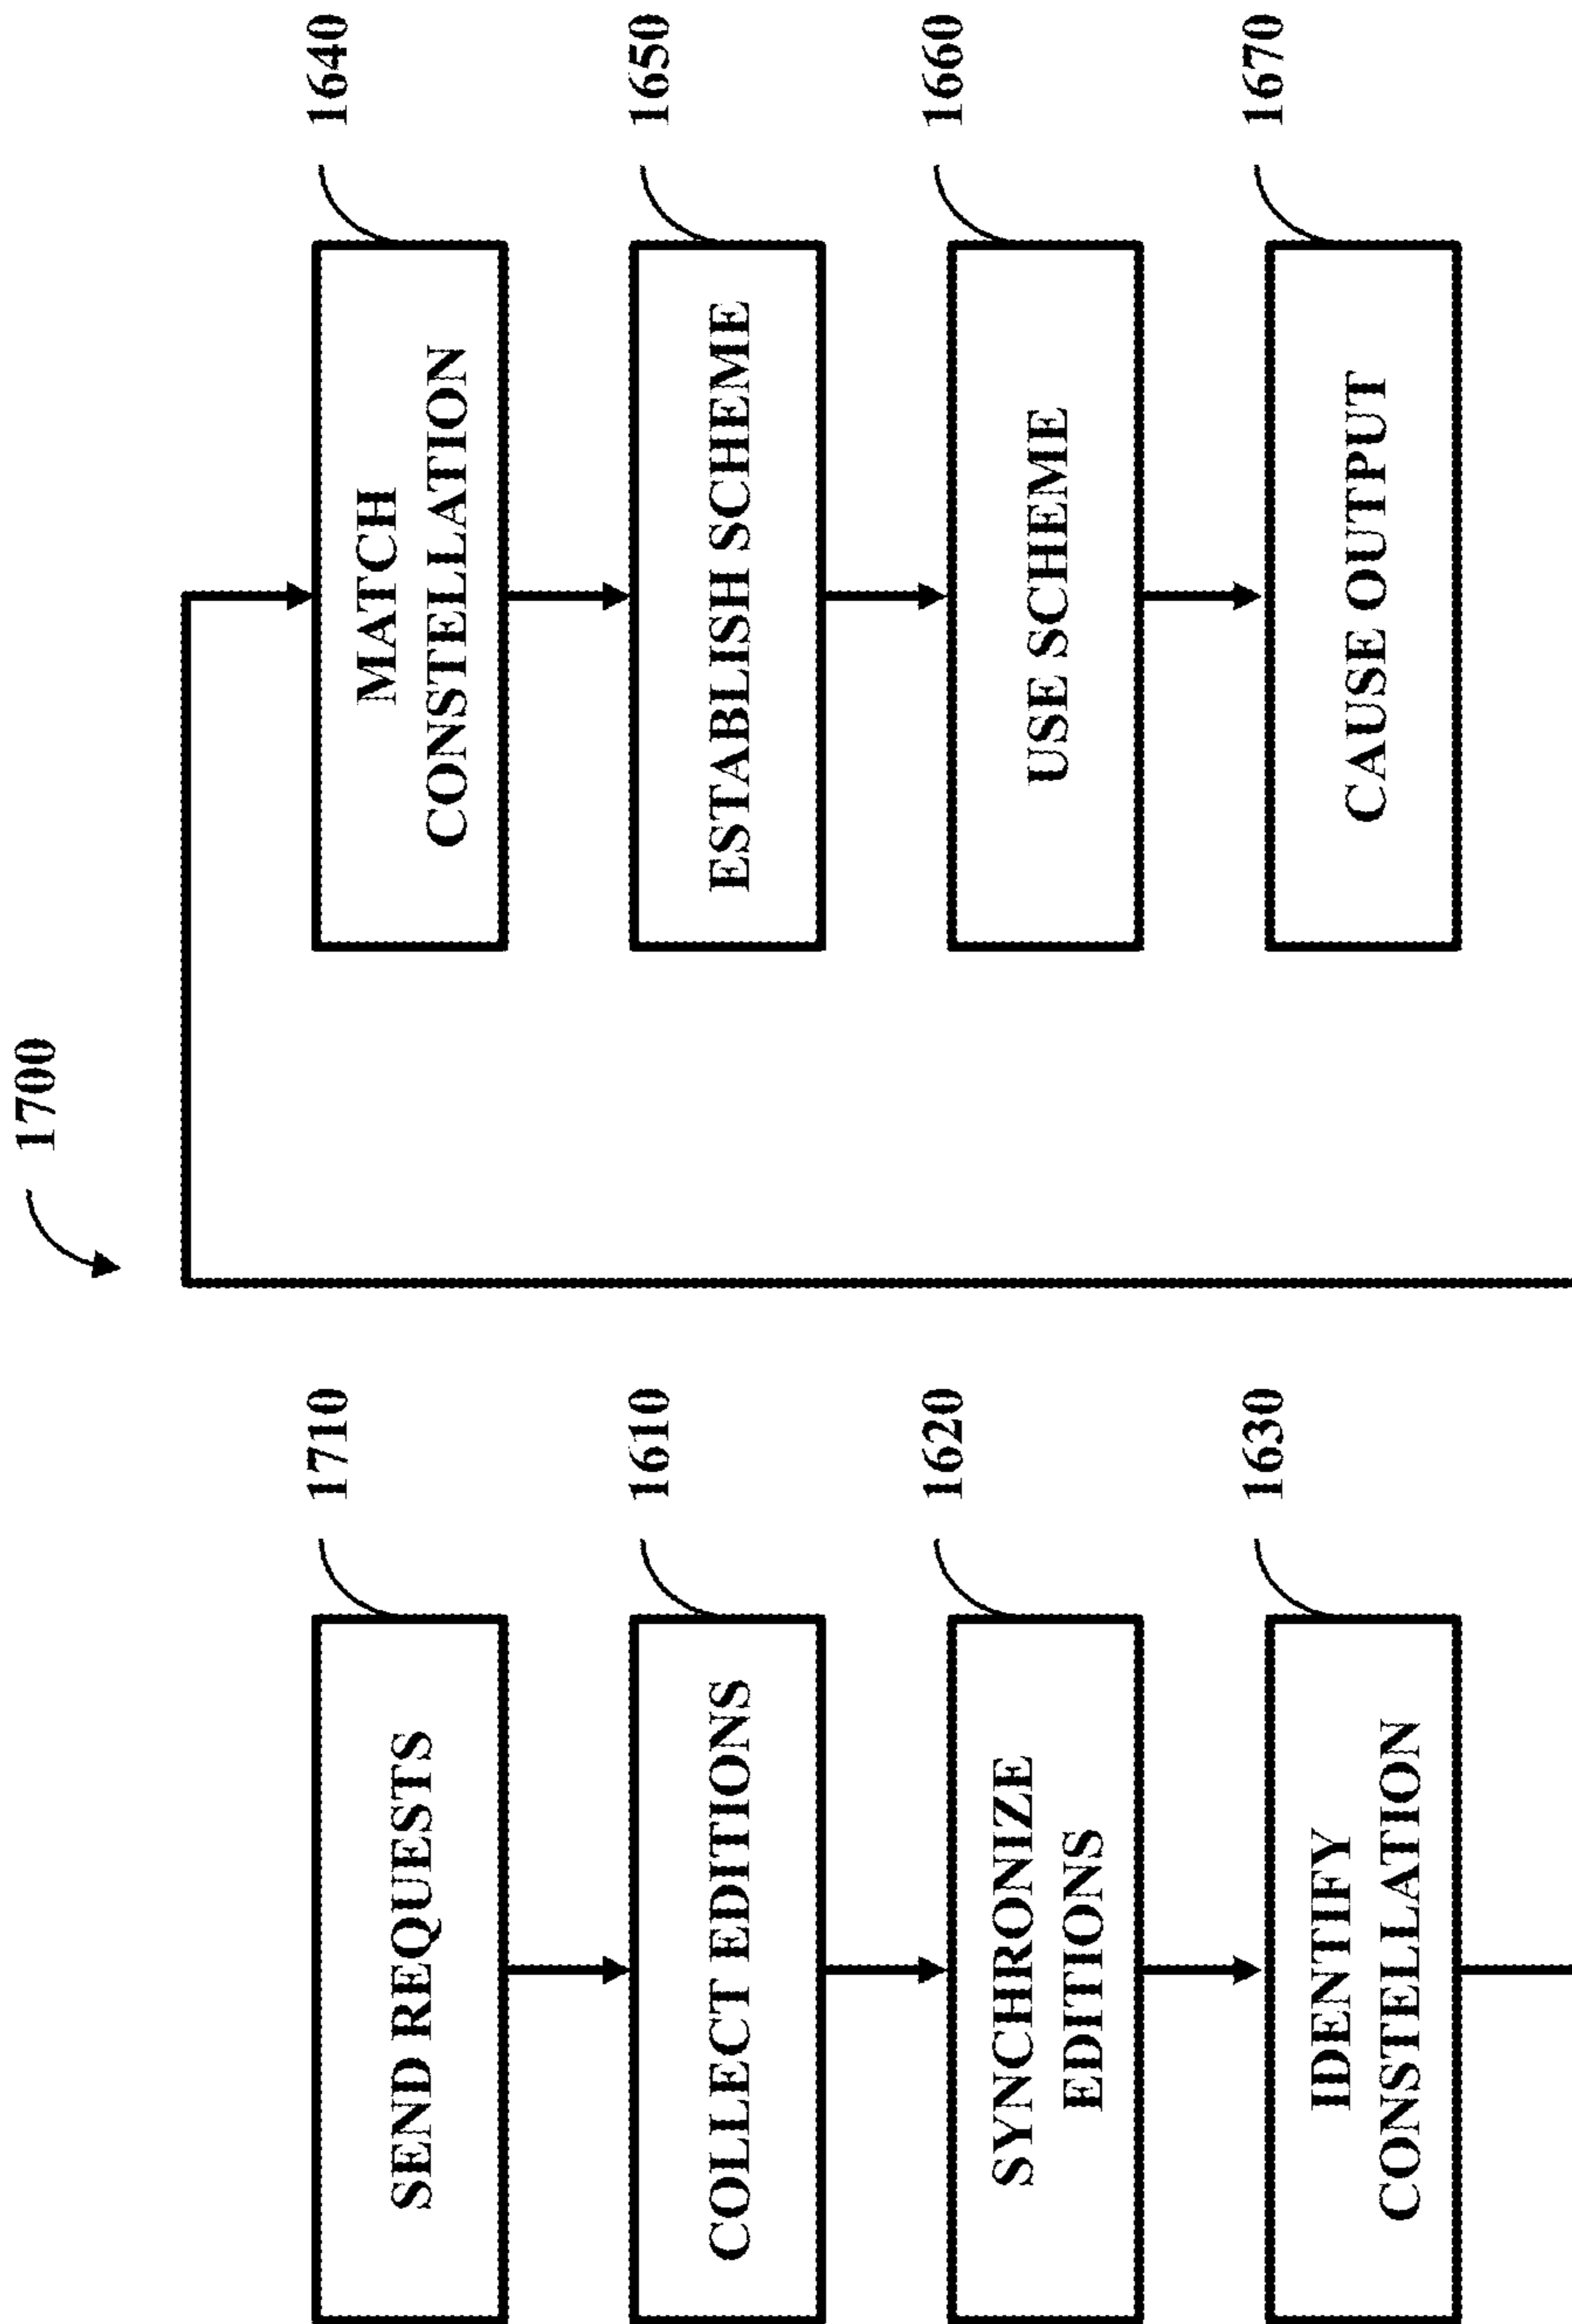 1700
SEND REQUESTS
1710
COLLECT EDITIONS
1610
SYNCHRONIZE
EDITIONS
1620
IDENTIFY
CONSTELLATION
1630
MATCH
CONSTELLATION
1640
ESTABLISH SCHEME
1650
USE SCHEME
1660
CAUSE OUTPUT
1670